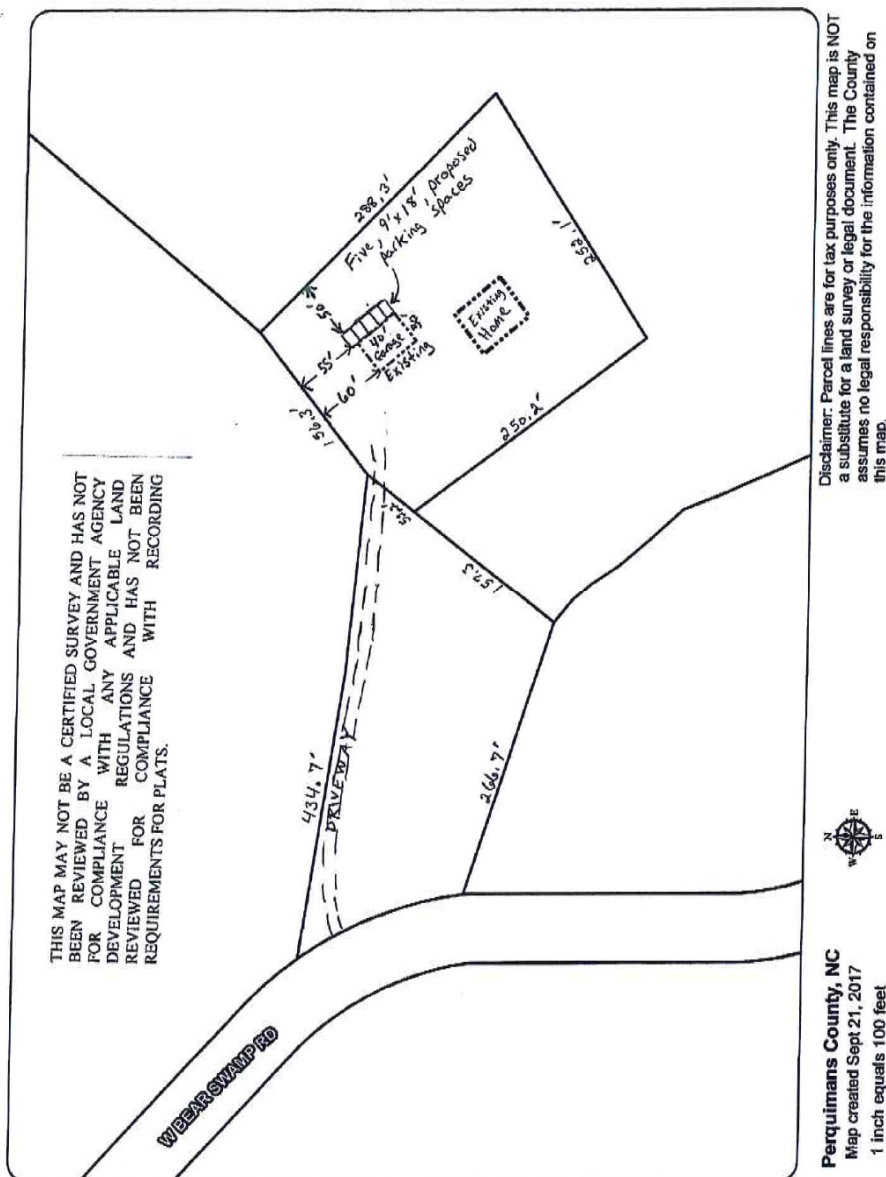 THIS MAP MAY NOT BE A CERTIFIED SURVEY AND HAS NOT
BEEN REVIEWED BY A LOCAL GOVERNMENT AGENCY
FOR COMPLIANCE WITH ANY APPLICABLE LAND
DEVELOPMENT REGULATIONS AND HAS NOT BEEN
REVIEWED FOR COMPLIANCE WITH RECORDING
REQUIREMENTS FOR PLATS.
288.3'
Five, 9'x18', proposed
parking spaces
50'
55'
60'
156.3'
40'
Garage
Existing
Existing
Home
252.1'
250.2'
52.2'
157.3
434.7'
DRIVEWAY
266.7'
W BEAR SWAMP RD
Perquimans County, NC
Map created Sept 21, 2017
1 inch equals 100 feet
N
W E
S
Disclaimer: Parcel lines are for tax purposes only. This map is NOT
a substitute for a land survey or legal document. The County
assumes no legal responsibility for the information contained on
this map.